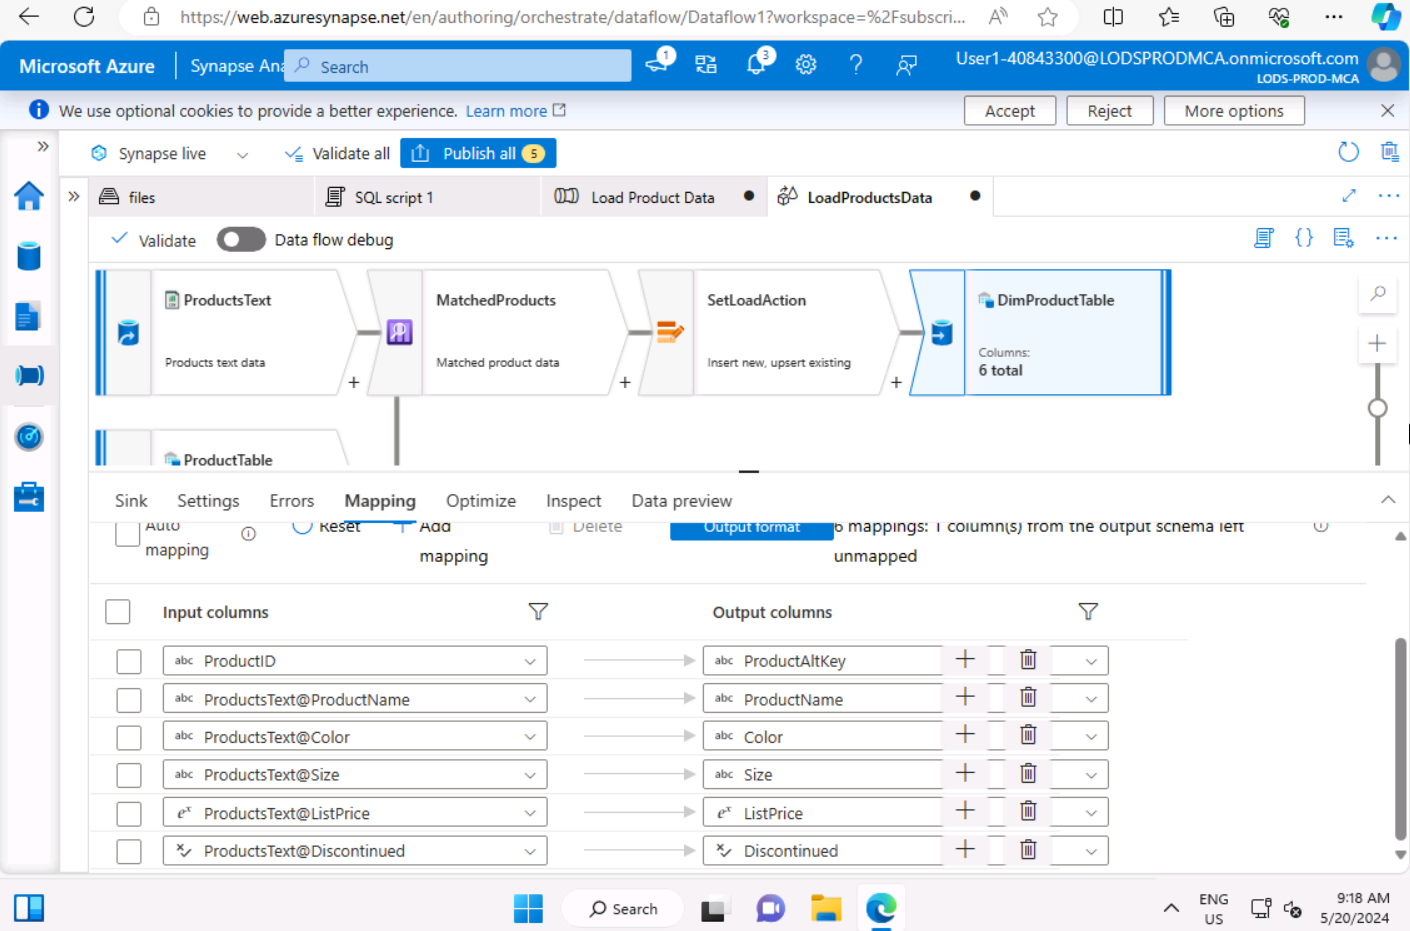 https://web.azuresynapse.net/en/authoring/orchestrate/dataflow/Dataflow1?workspace=%2Fsubscri...
Microsoft Azure
Synapse Ana
Search
1
3
User1-40843300@LODSPRODMCA.onmicrosoft.com
LODS-PROD-MCA
We use optional cookies to provide a better experience. Learn more
Accept
Reject
More options
Synapse live
Validate all
Publish all 5
files
SQL script 1
Load Product Data
LoadProductsData
Validate
Data flow debug
ProductsText
Products text data
MatchedProducts
Matched product data
SetLoadAction
Insert new, upsert existing
DimProductTable
Columns:
6 total
ProductTable
Sink Settings Errors Mapping Optimize Inspect Data preview
Auto
mapping
Reset
Add
mapping
Delete
Output format
6 mappings: 1 column(s) from the output schema left
unmapped
Input columns
Output columns
abc ProductID
abc ProductAltKey
abc ProductsText@ProductName
abc ProductName
abc ProductsText@Color
abc Color
abc ProductsText@Size
abc Size
eˣ ProductsText@ListPrice
eˣ ListPrice
ProductsText@Discontinued
Discontinued
Search
ENG
US
9:18 AM
5/20/2024